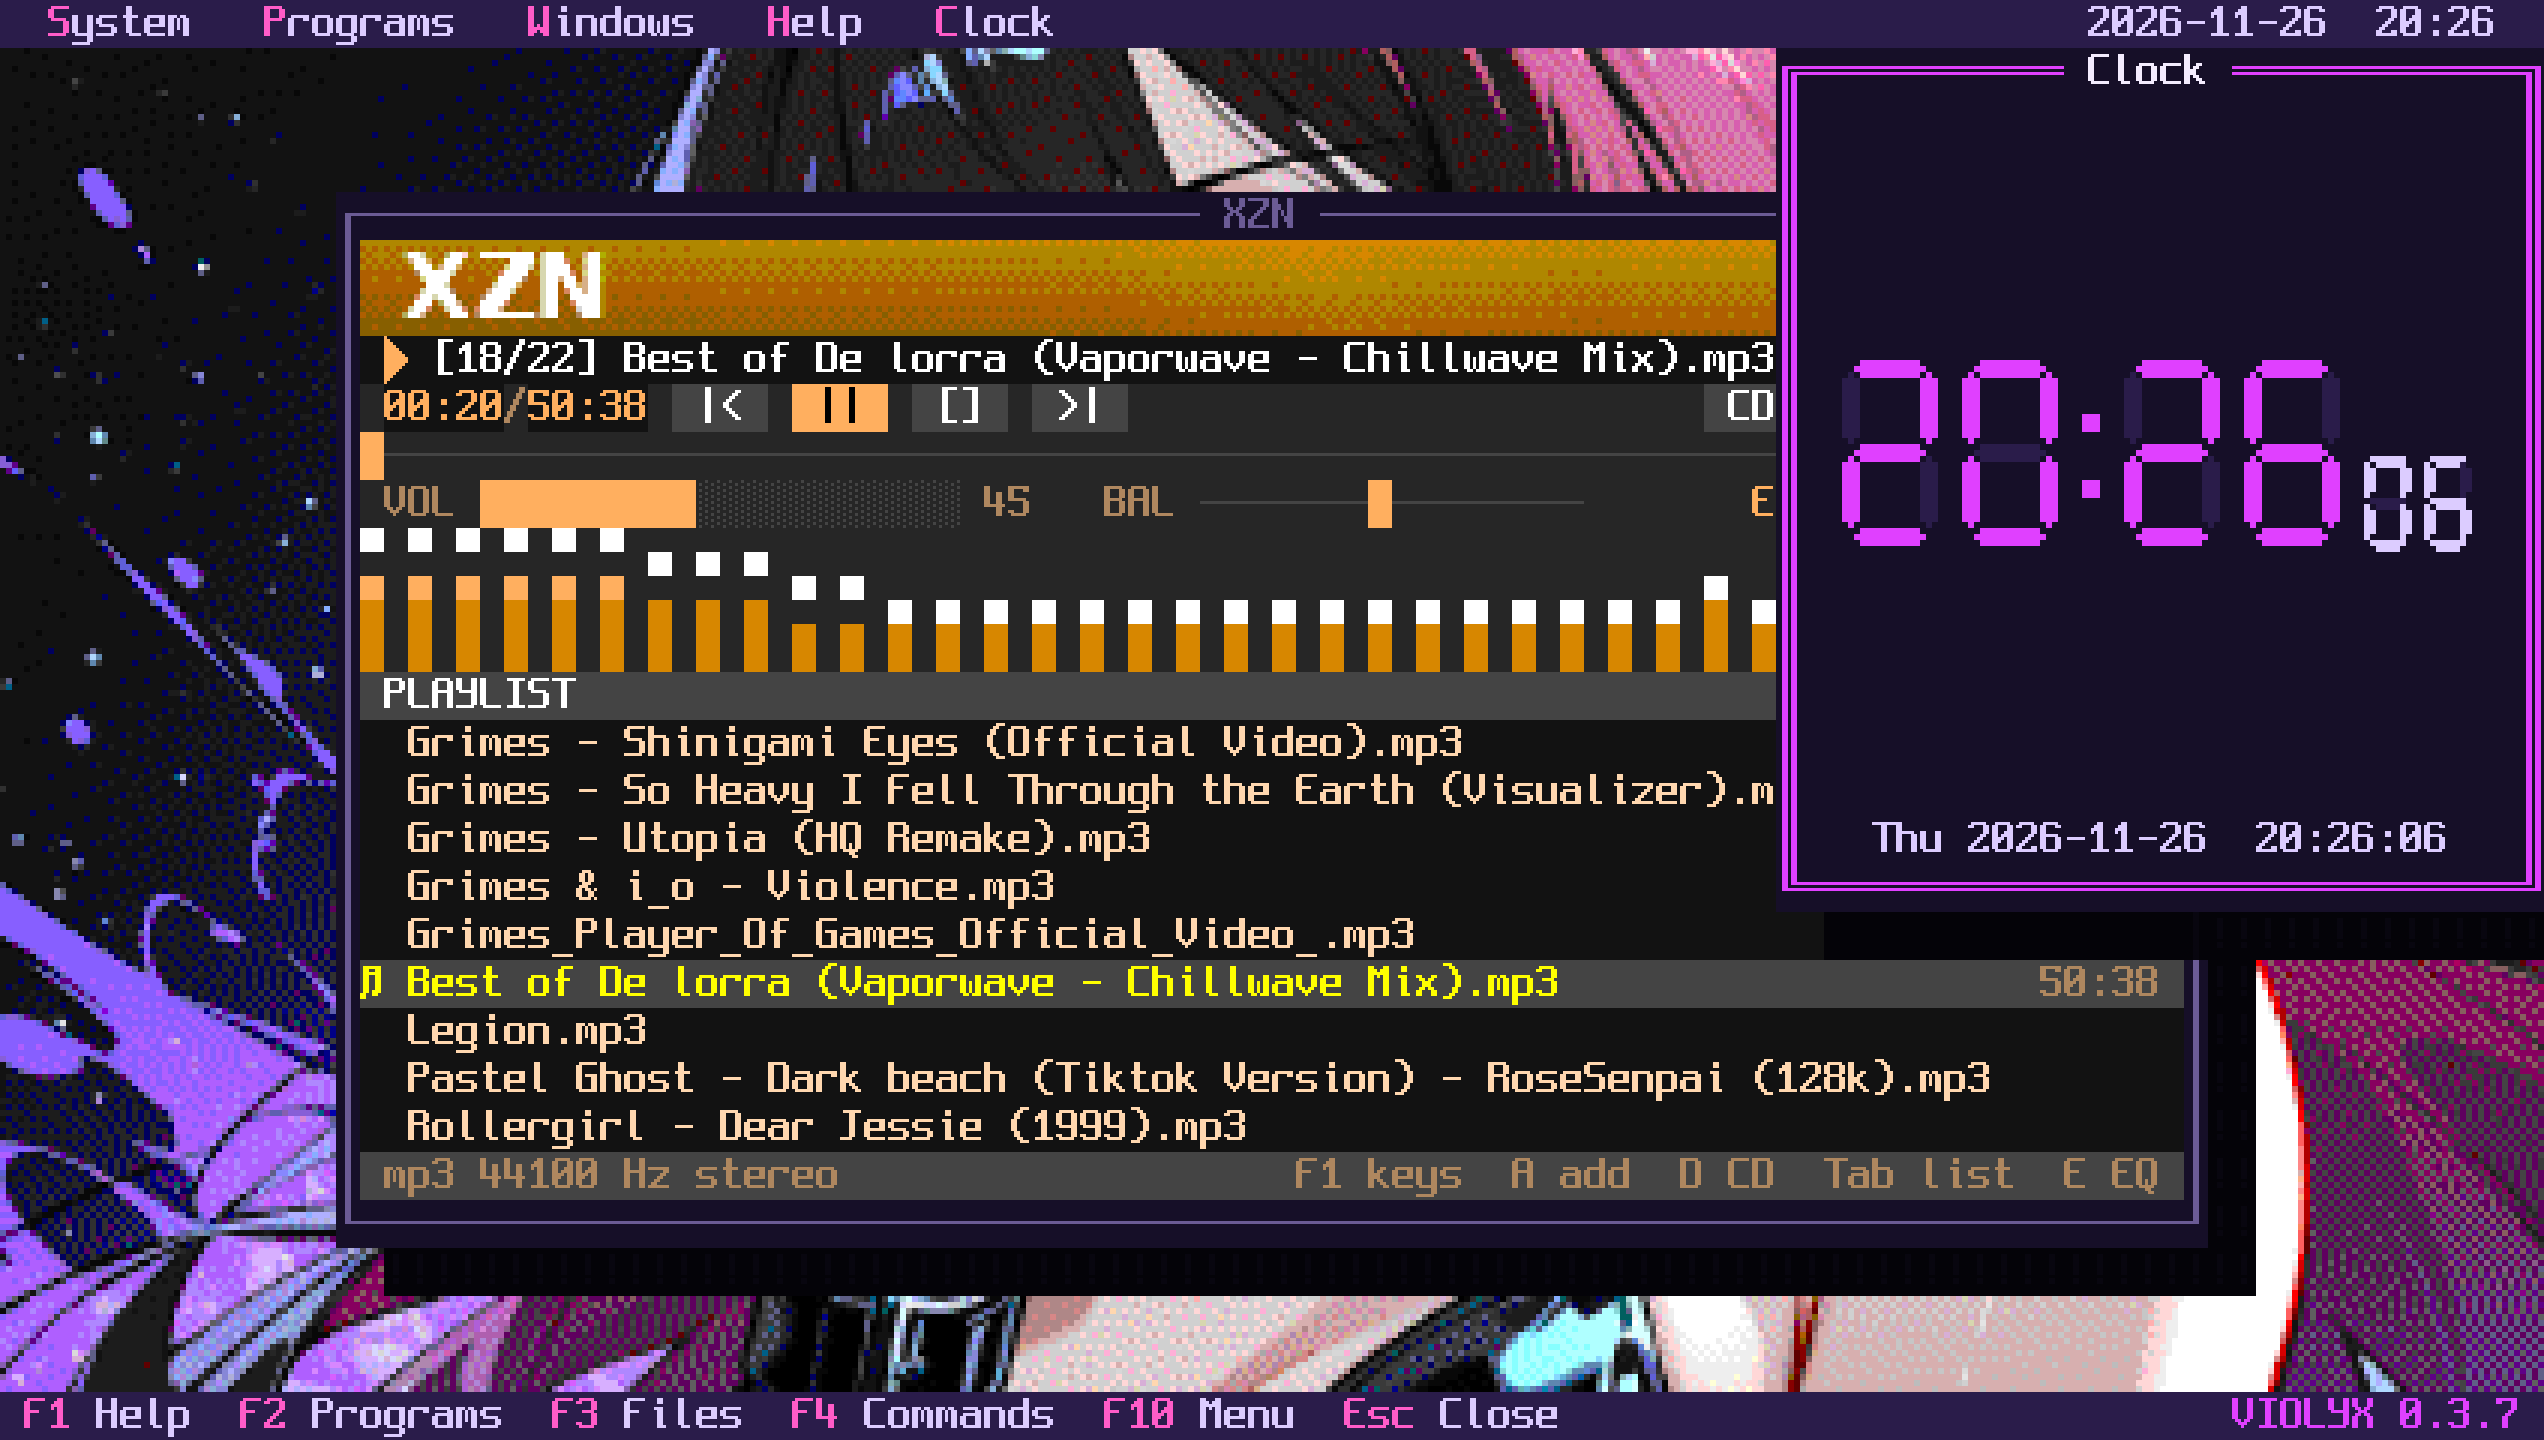 System Programs Windows Help Clock 2026-11-26 20:26
Clock
XZN
XZN
[18/22] Best of De lorra (Vaporwave - Chillwave Mix).mp3
00:20/50:38 |< || [] >| CD
VOL 45 BAL E
20:26 06
PLAYLIST
Grimes - Shinigami Eyes (Official Video).mp3
Grimes - So Heavy I Fell Through the Earth (Visualizer).m
Grimes - Utopia (HQ Remake).mp3
Thu 2026-11-26 20:26:06
Grimes & i_o - Violence.mp3
Grimes_Player_Of_Games_Official_Video_.mp3
♫ Best of De lorra (Vaporwave - Chillwave Mix).mp3 50:38
Legion.mp3
Pastel Ghost - Dark beach (Tiktok Version) - RoseSenpai (128k).mp3
Rollergirl - Dear Jessie (1999).mp3
mp3 44100 Hz stereo F1 keys A add D CD Tab list E EQ
F1 Help F2 Programs F3 Files F4 Commands F10 Menu Esc Close VIOLYX 0.3.7